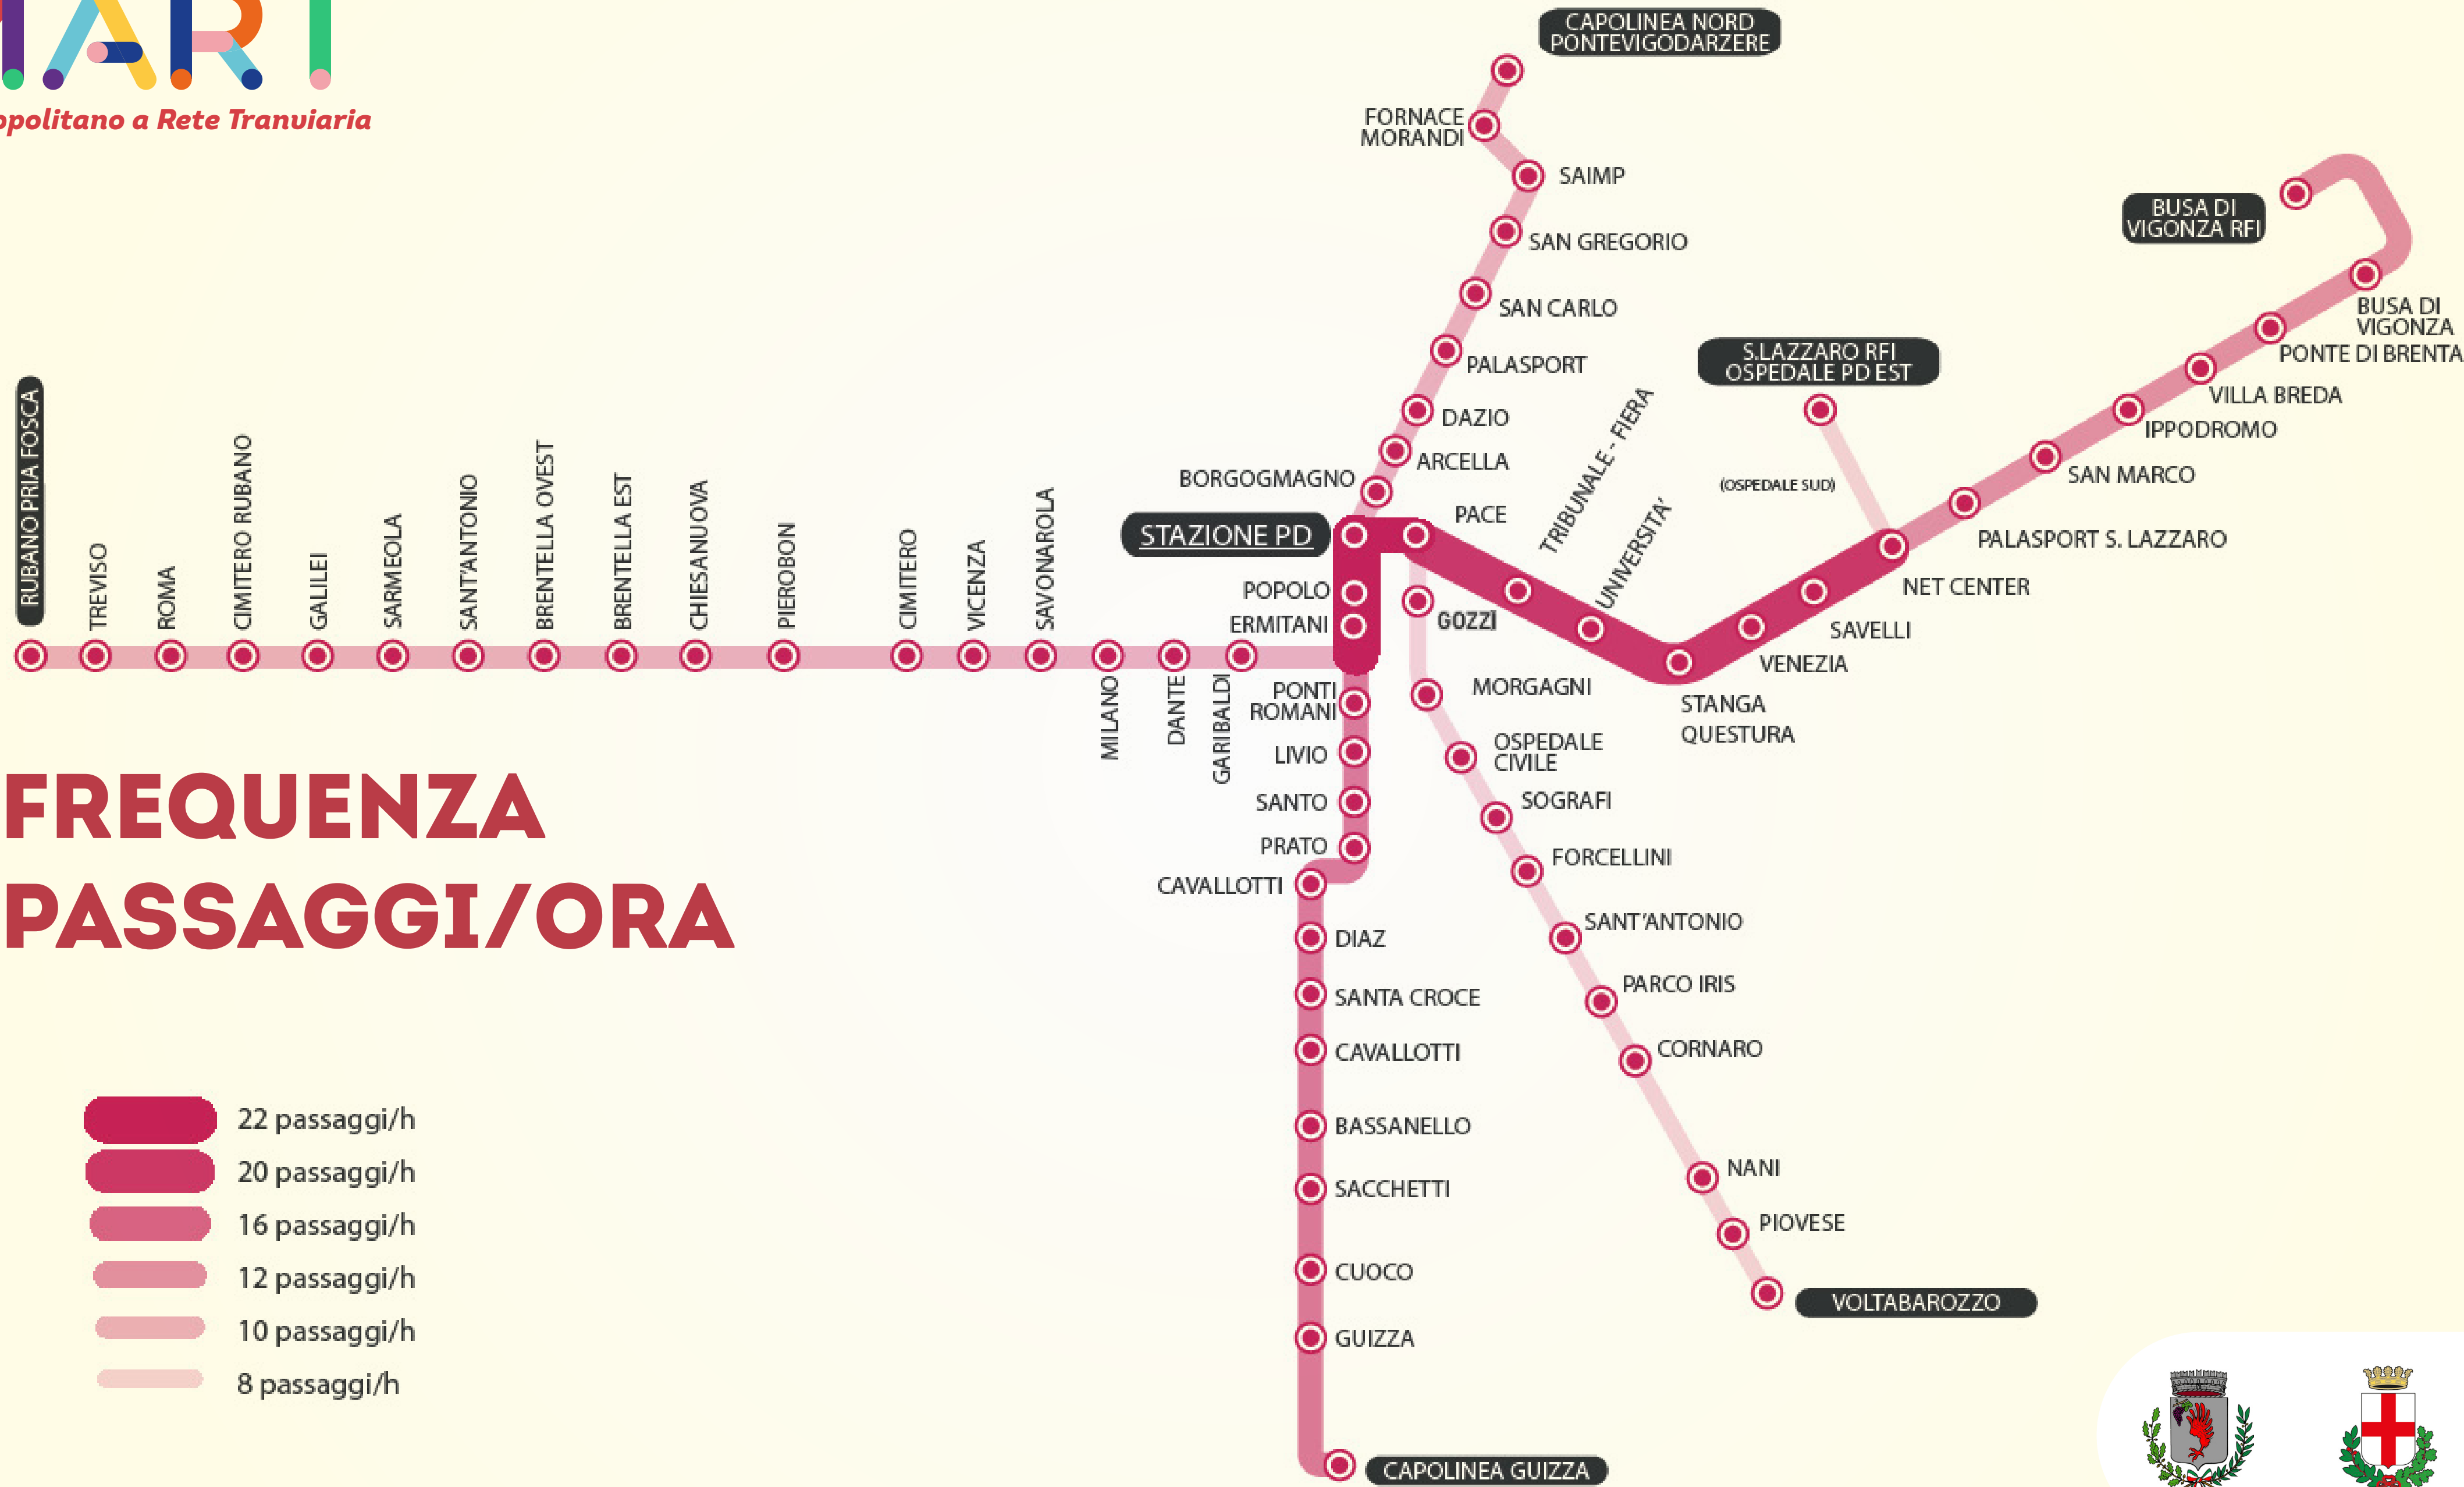 opolitano a Rete Tranviaria
CAPOLINEA NORD
PONTEVIGODARZERE
FORNACE
MORANDI
SAIMP
SAN GREGORIO
SAN CARLO
PALASPORT
DAZIO
ARCELLA
BORGOGMAGNO
STAZIONE PD
POPOLO
ERMITANI
BUSA DI
VIGONZA RFI
BUSA DI
VIGONZA
PONTE DI BRENTA
VILLA BREDA
IPPODROMO
SAN MARCO
PALASPORT S. LAZZARO
NET CENTER
S.LAZZARO RFI
OSPEDALE PD EST
(OSPEDALE SUD)
SAVELLI
VENEZIA
STANGA
QUESTURA
UNIVERSITA'
TRIBUNALE - FIERA
PACE
RUBANO PRIA FOSCA
TREVISO
ROMA
CIMITERO RUBANO
GALILEI
SARMEOLA
SANT'ANTONIO
BRENTELLA OVEST
BRENTELLA EST
CHIESANUOVA
PIEROBON
CIMITERO
VICENZA
SAVONAROLA
MILANO
DANTE
GARIBALDI
PONTI
ROMANI
LIVIO
SANTO
PRATO
CAVALLOTTI
DIAZ
SANTA CROCE
CAVALLOTTI
BASSANELLO
SACCHETTI
CUOCO
GUIZZA
CAPOLINEA GUIZZA
GOZZI
MORGAGNI
OSPEDALE
CIVILE
SOGRAFI
FORCELLINI
SANT'ANTONIO
PARCO IRIS
CORNARO
NANI
PIOVESE
VOLTABAROZZO
FREQUENZA
PASSAGGI/ORA
22 passaggi/h
20 passaggi/h
16 passaggi/h
12 passaggi/h
10 passaggi/h
8 passaggi/h